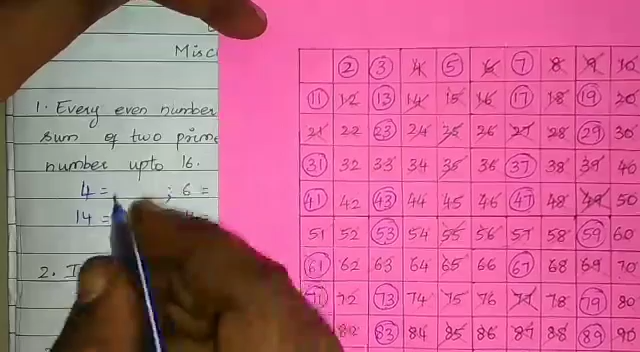 Misc
1. Every even number
sum of two prime
number upto 16.
4 = ; 6 =
14 =
2. I
2 3 4 5 6 7 8 9 10
11 12 13 14 15 16 17 18 19 20
21 22 23 24 25 26 27 28 29 30
31 32 33 34 35 36 37 38 39 40
41 42 43 44 45 46 47 48 49 50
51 52 53 54 55 56 57 58 59 60
61 62 63 64 65 66 67 68 69 70
71 72 73 74 75 76 77 78 79 80
82 83 84 85 86 87 88 89 90